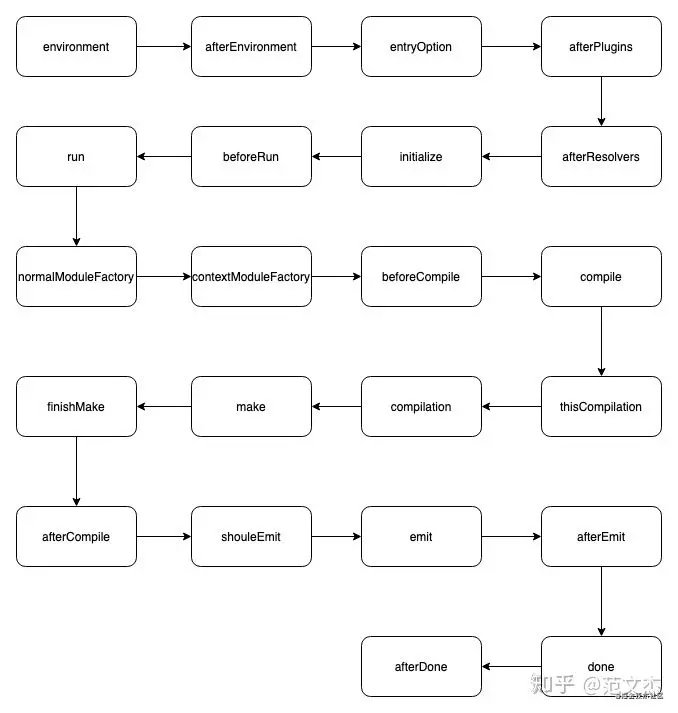 environment
afterEnvironment
entryOption
afterPlugins
run
beforeRun
initialize
afterResolvers
normalModuleFactory
contextModuleFactory
beforeCompile
compile
finishMake
make
compilation
thisCompilation
afterCompile
shouleEmit
emit
afterEmit
afterDone
done
知乎 @范文杰